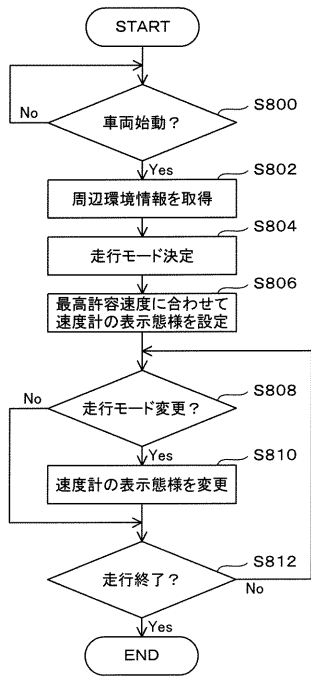 START
S800
車両始動？
No
Yes
S802
周辺環境情報を取得
S804
走行モード決定
S806
最高許容速度に合わせて
速度計の表示態様を設定
S808
走行モード変更？
No
Yes
S810
速度計の表示態様を変更
S812
走行終了？
No
Yes
END